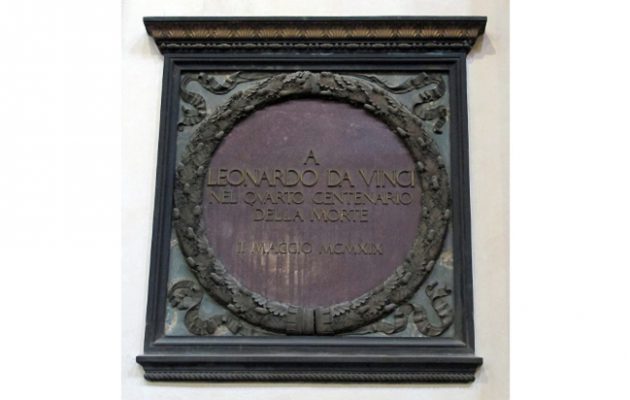 A
LEONARDO DA VINCI
NEL QVARTO CENTENARIO
DELLA MORTE
II MAGGIO MCMXIX